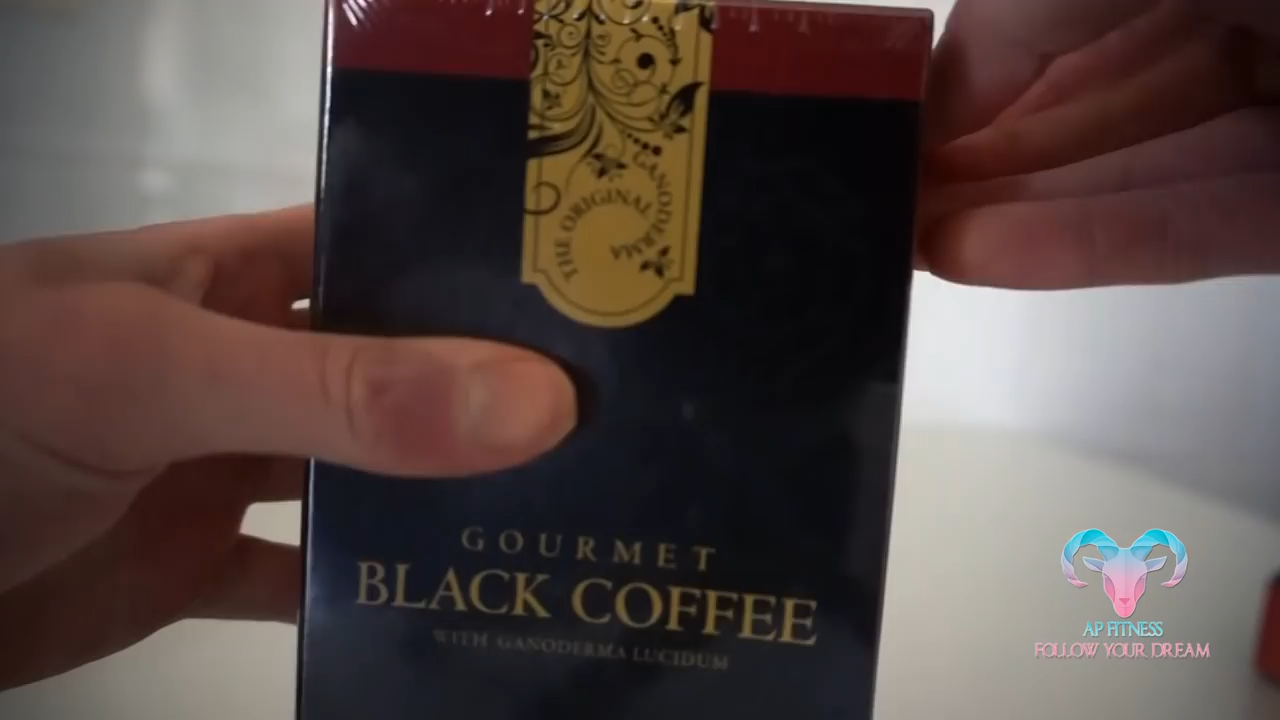 THE ORIGINAL GANODERMA
GOURMET
BLACK COFFEE
WITH GANODERMA LUCIDUM
AP FITNESS
FOLLOW YOUR DREAM